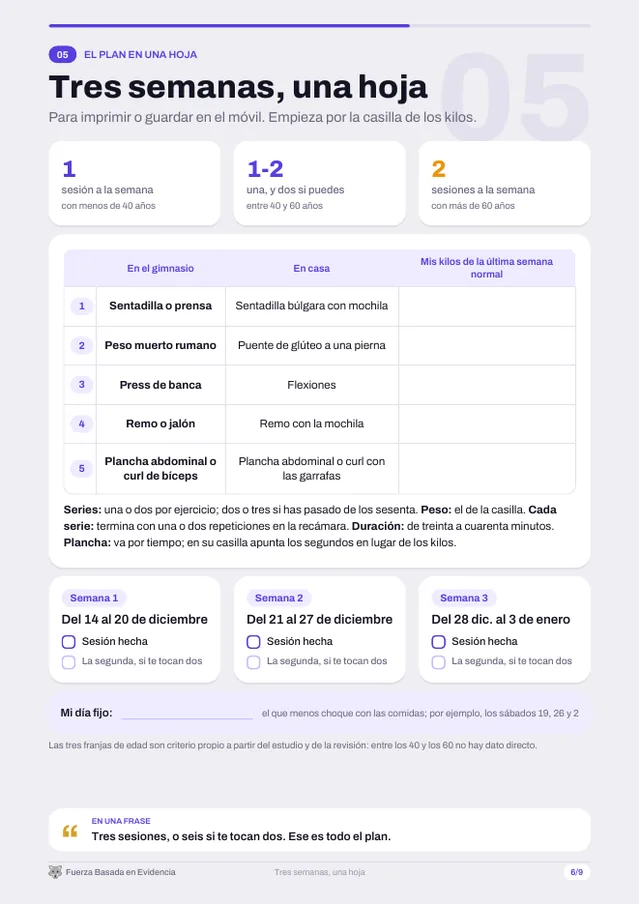 05 EL PLAN EN UNA HOJA
05
Tres semanas, una hoja
Para imprimir o guardar en el móvil. Empieza por la casilla de los kilos.
1
sesión a la semana
con menos de 40 años
1-2
una, y dos si puedes
entre 40 y 60 años
2
sesiones a la semana
con más de 60 años
En el gimnasio
En casa
Mis kilos de la última semana
normal
1 Sentadilla o prensa Sentadilla búlgara con mochila
2 Peso muerto rumano Puente de glúteo a una pierna
3 Press de banca Flexiones
4 Remo o jalón Remo con la mochila
5
Plancha abdominal o
curl de bíceps
Plancha abdominal o curl con
las garrafas
Series: una o dos por ejercicio; dos o tres si has pasado de los sesenta. Peso: el de la casilla. Cada
serie: termina con una o dos repeticiones en la recámara. Duración: de treinta a cuarenta minutos.
Plancha: va por tiempo; en su casilla apunta los segundos en lugar de los kilos.
Semana 1
Del 14 al 20 de diciembre
Sesión hecha
La segunda, si te tocan dos
Semana 2
Del 21 al 27 de diciembre
Sesión hecha
La segunda, si te tocan dos
Semana 3
Del 28 dic. al 3 de enero
Sesión hecha
La segunda, si te tocan dos
Mi día fijo: el que menos choque con las comidas; por ejemplo, los sábados 19, 26 y 2
Las tres franjas de edad son criterio propio a partir del estudio y de la revisión: entre los 40 y los 60 no hay dato directo.
EN UNA FRASE
Tres sesiones, o seis si te tocan dos. Ese es todo el plan.
Fuerza Basada en Evidencia
Tres semanas, una hoja
6/9